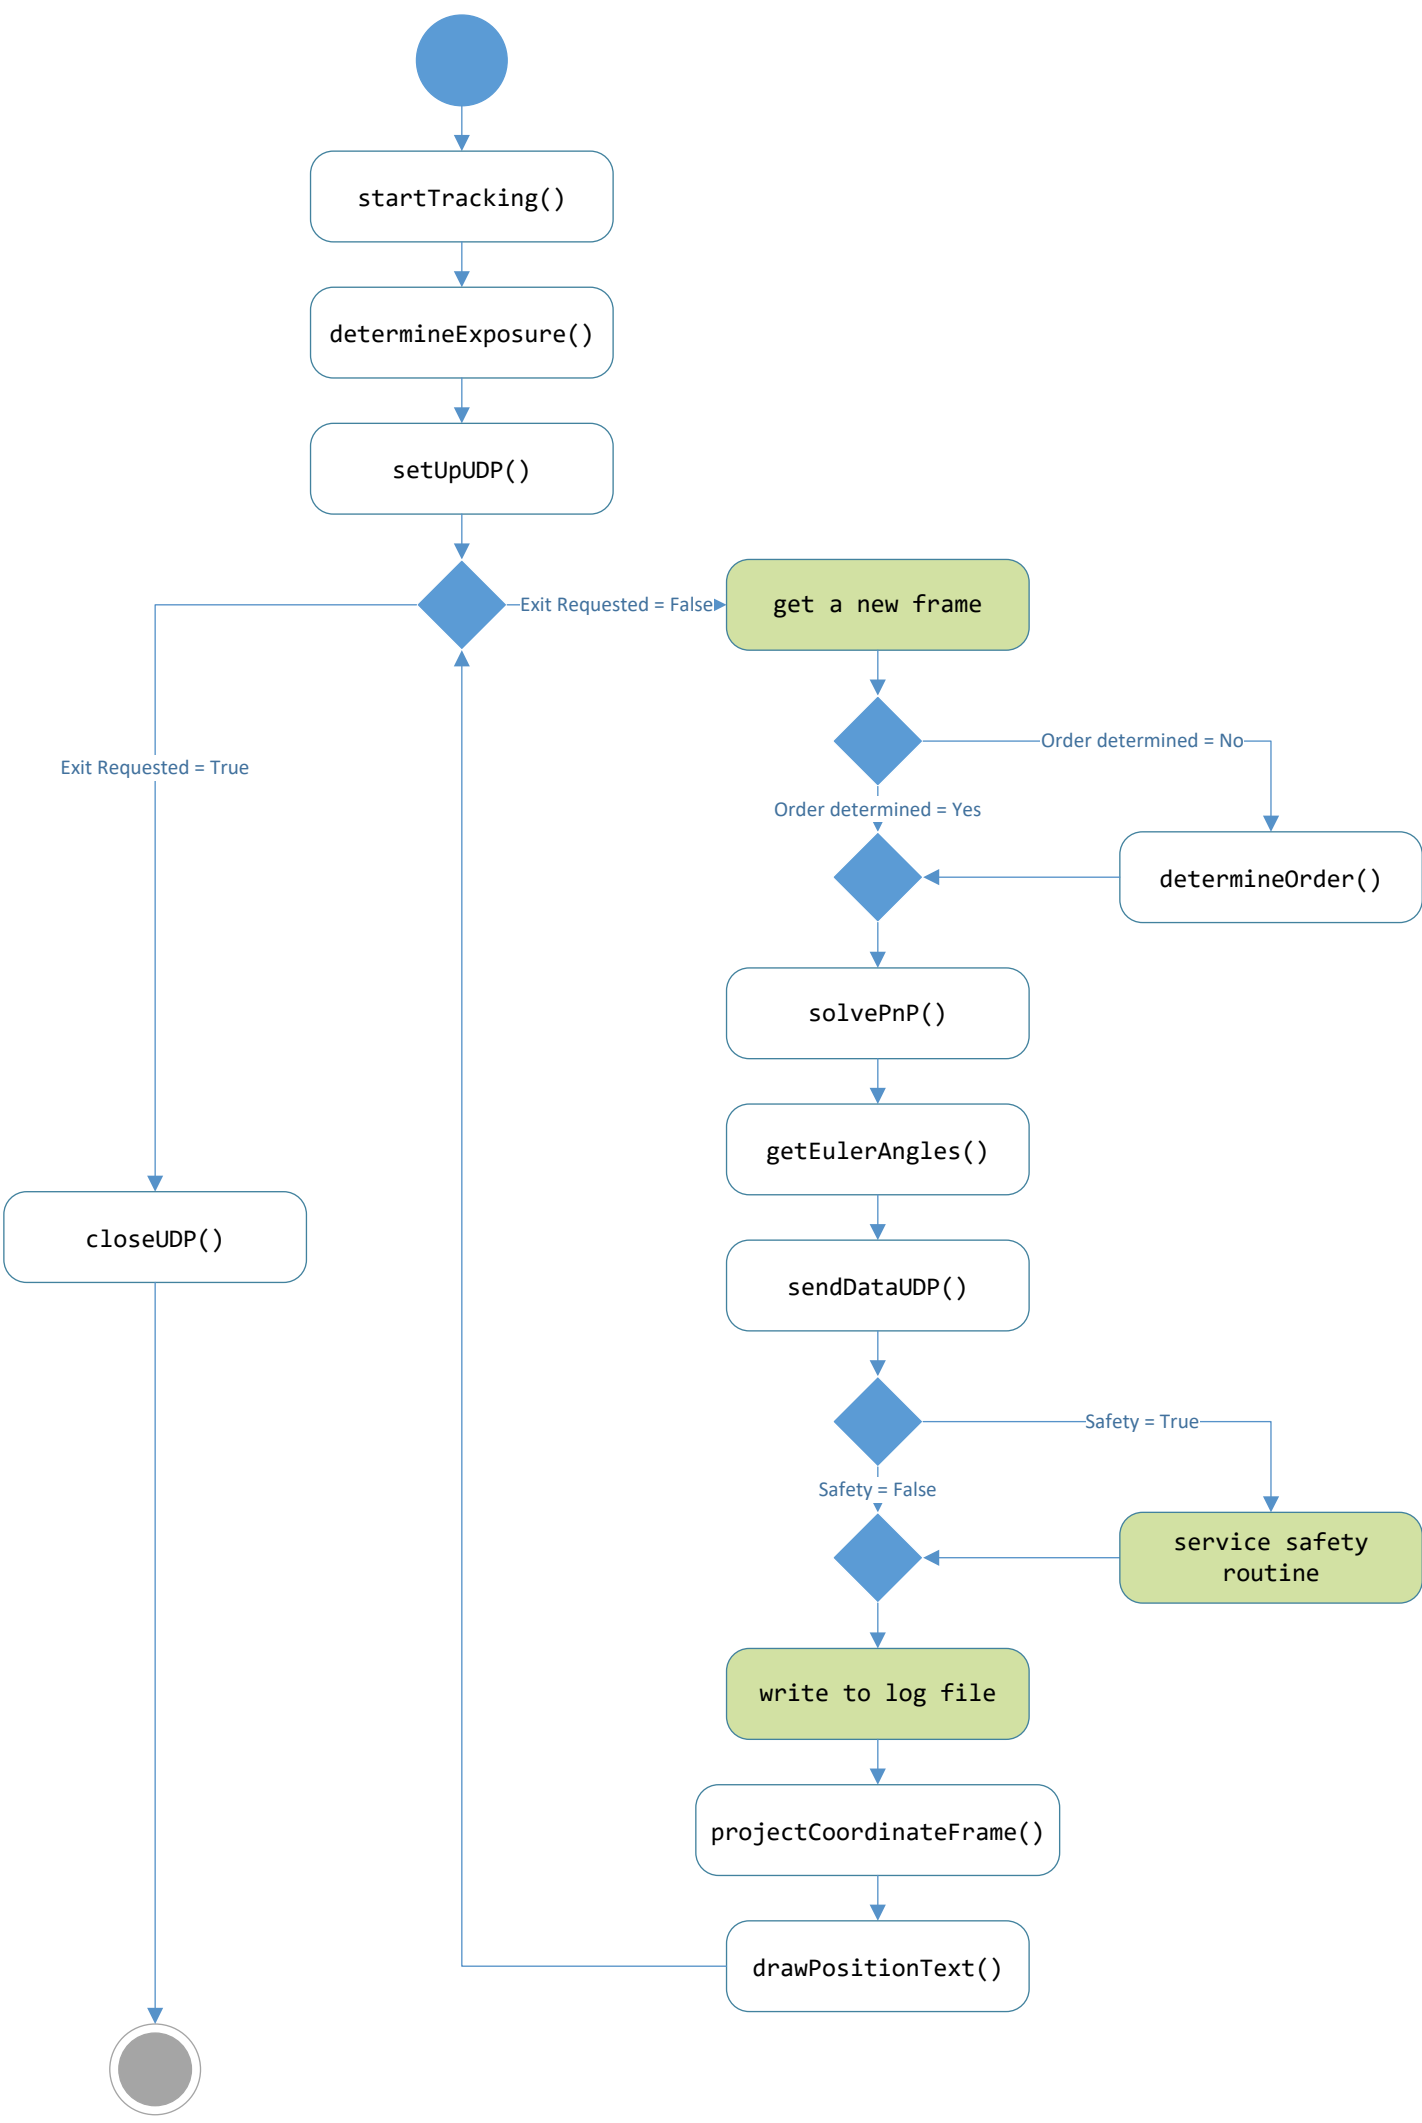 startTracking()
determineExposure()
setUpUDP()
Exit Requested = False
get a new frame
Order determined = No
Exit Requested = True
Order determined = Yes
determineOrder()
solvePnP()
getEulerAngles()
closeUDP()
sendDataUDP()
Safety = True
Safety = False
service safety
routine
write to log file
projectCoordinateFrame()
drawPositionText()